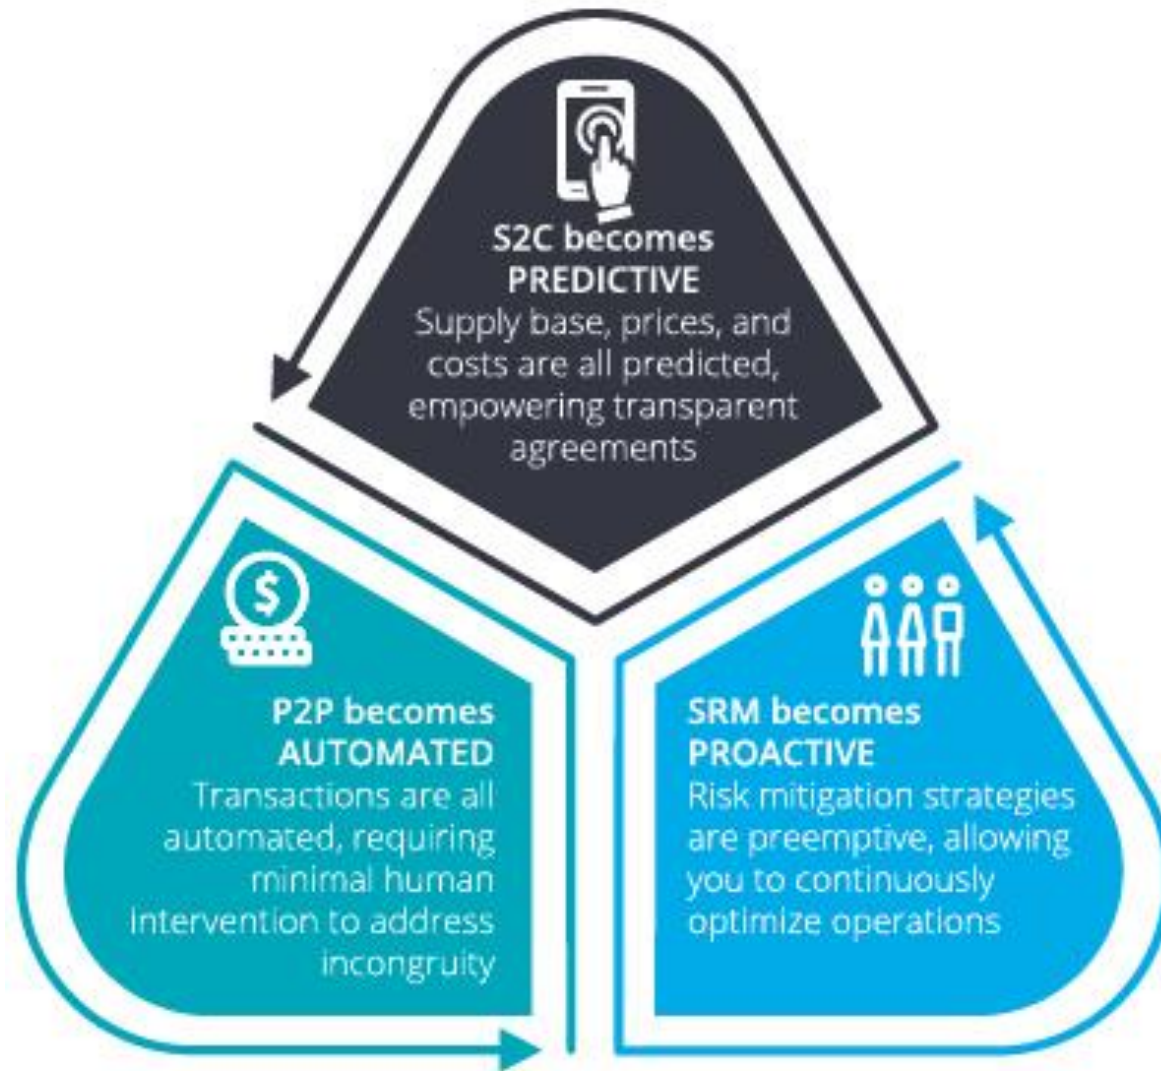 S2C becomes
PREDICTIVE
Supply base, prices, and
costs are all predicted,
empowering transparent
agreements
$
P2P becomes
AUTOMATED
Transactions are all
automated, requiring
minimal human
intervention to address
incongruity
SRM becomes
PROACTIVE
Risk mitigation strategies
are preemptive, allowing
you to continuously
optimize operations